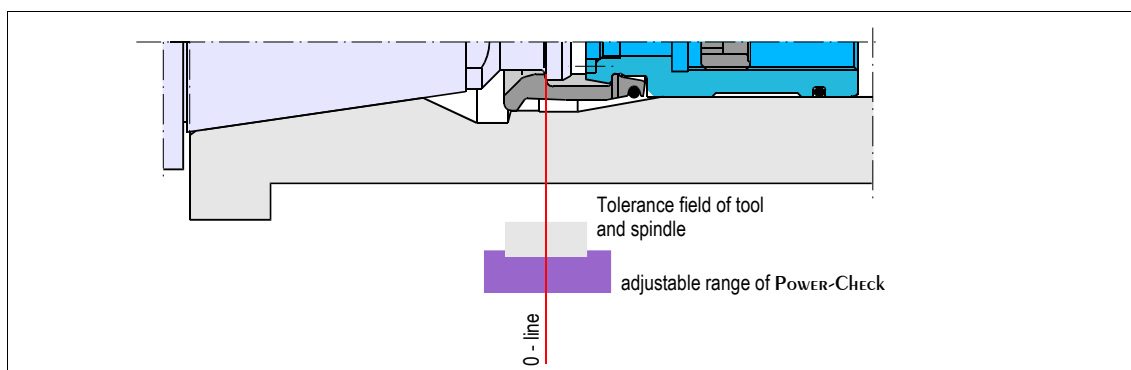 Tolerance field of tool
and spindle
adjustable range of Power-Check
0 - line